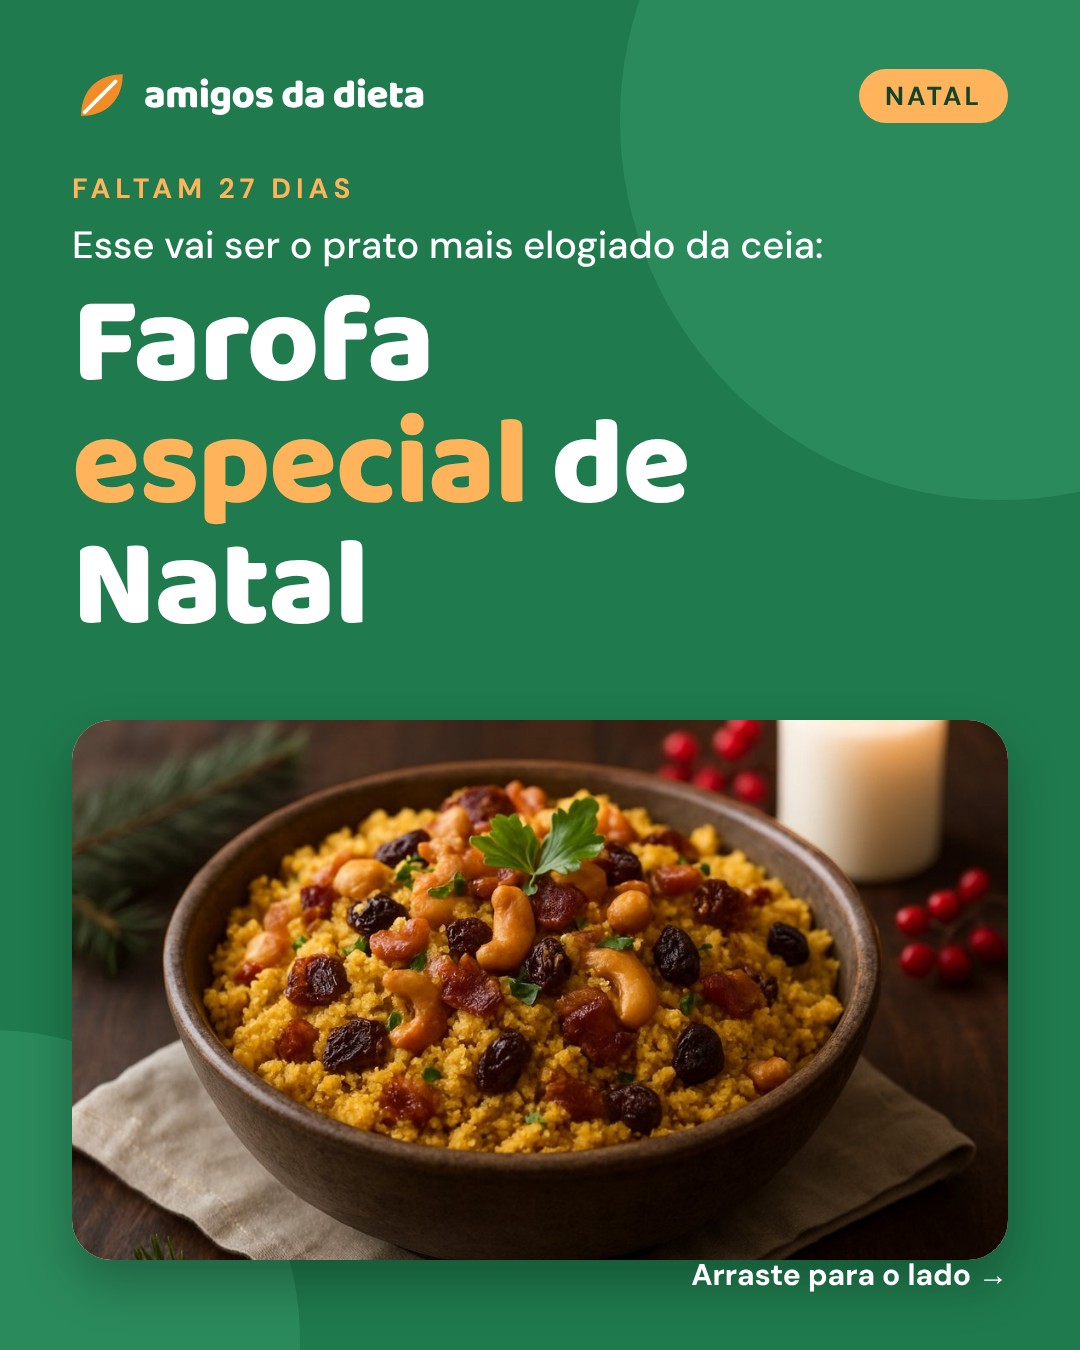 amigos da dieta
NATAL
FALTAM 27 DIAS
Esse vai ser o prato mais elogiado da ceia:
Farofa
especial de
Natal
Arraste para o lado →